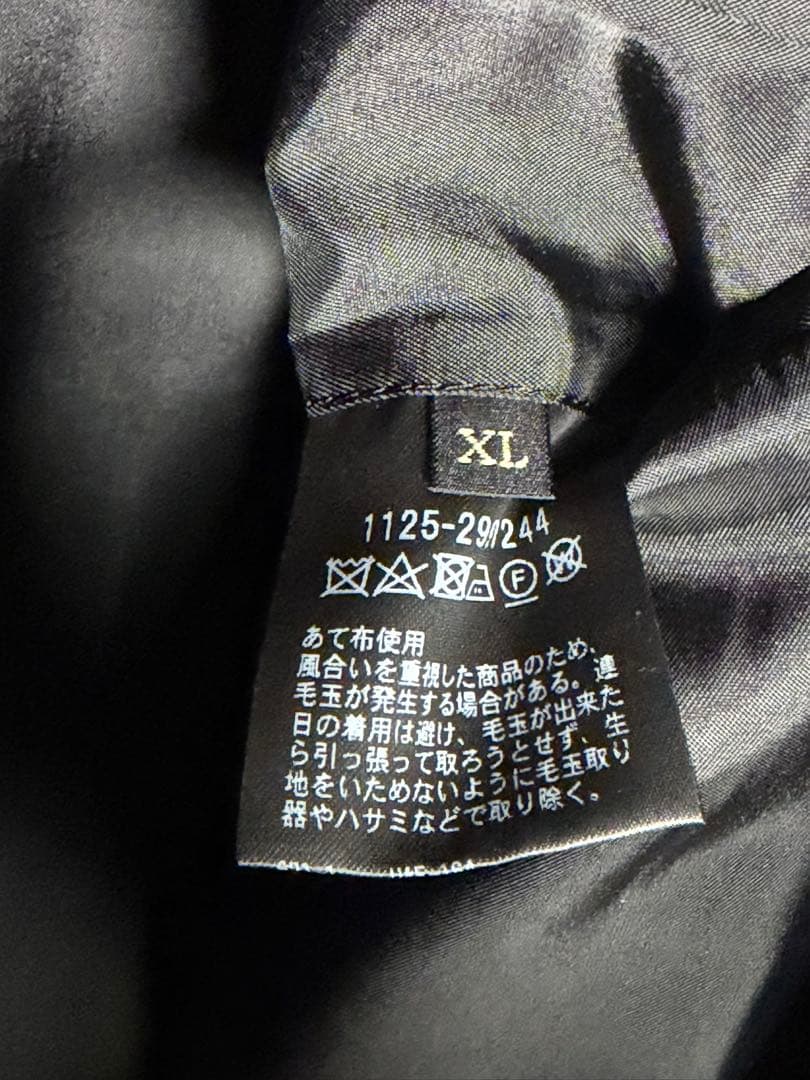 XL
1125-291244
F
W
あて布使用
風合いを重視した商品のため、
毛玉が発生する場合がある。連
日の着用は避け、毛玉が出来た
ら引っ張って取ろうとせず、生
地をいためないように毛玉取り
器やハサミなどで取り除く。